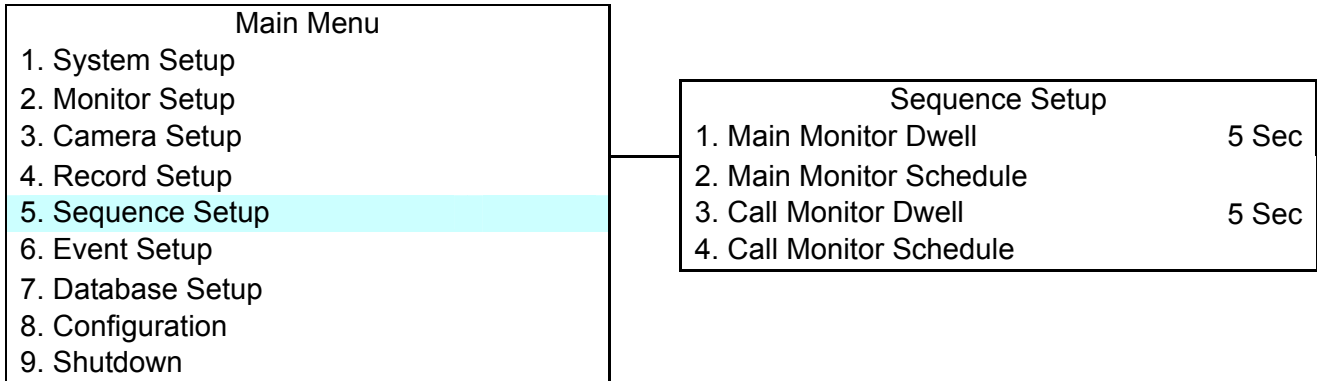 Main Menu
1. System Setup
2. Monitor Setup
3. Camera Setup
4. Record Setup
5. Sequence Setup
6. Event Setup
7. Database Setup
8. Configuration
9. Shutdown
Sequence Setup
1. Main Monitor Dwell 5 Sec
2. Main Monitor Schedule
3. Call Monitor Dwell 5 Sec
4. Call Monitor Schedule